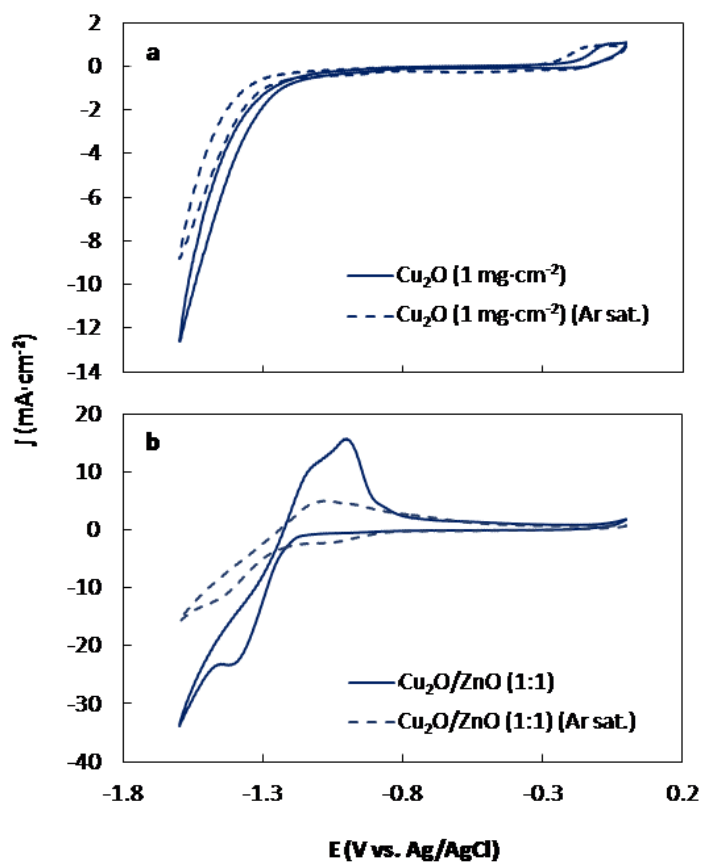 2
a
0
-2
-4
-6
-8
-10
-12
-14
Cu₂O (1 mg·cm⁻²)
Cu₂O (1 mg·cm⁻²) (Ar sat.)
J (mA·cm⁻²)
20
b
10
0
-10
-20
-30
-40
Cu₂O/ZnO (1:1)
Cu₂O/ZnO (1:1) (Ar sat.)
-1.8 -1.3 -0.8 -0.3 0.2
E (V vs. Ag/AgCl)